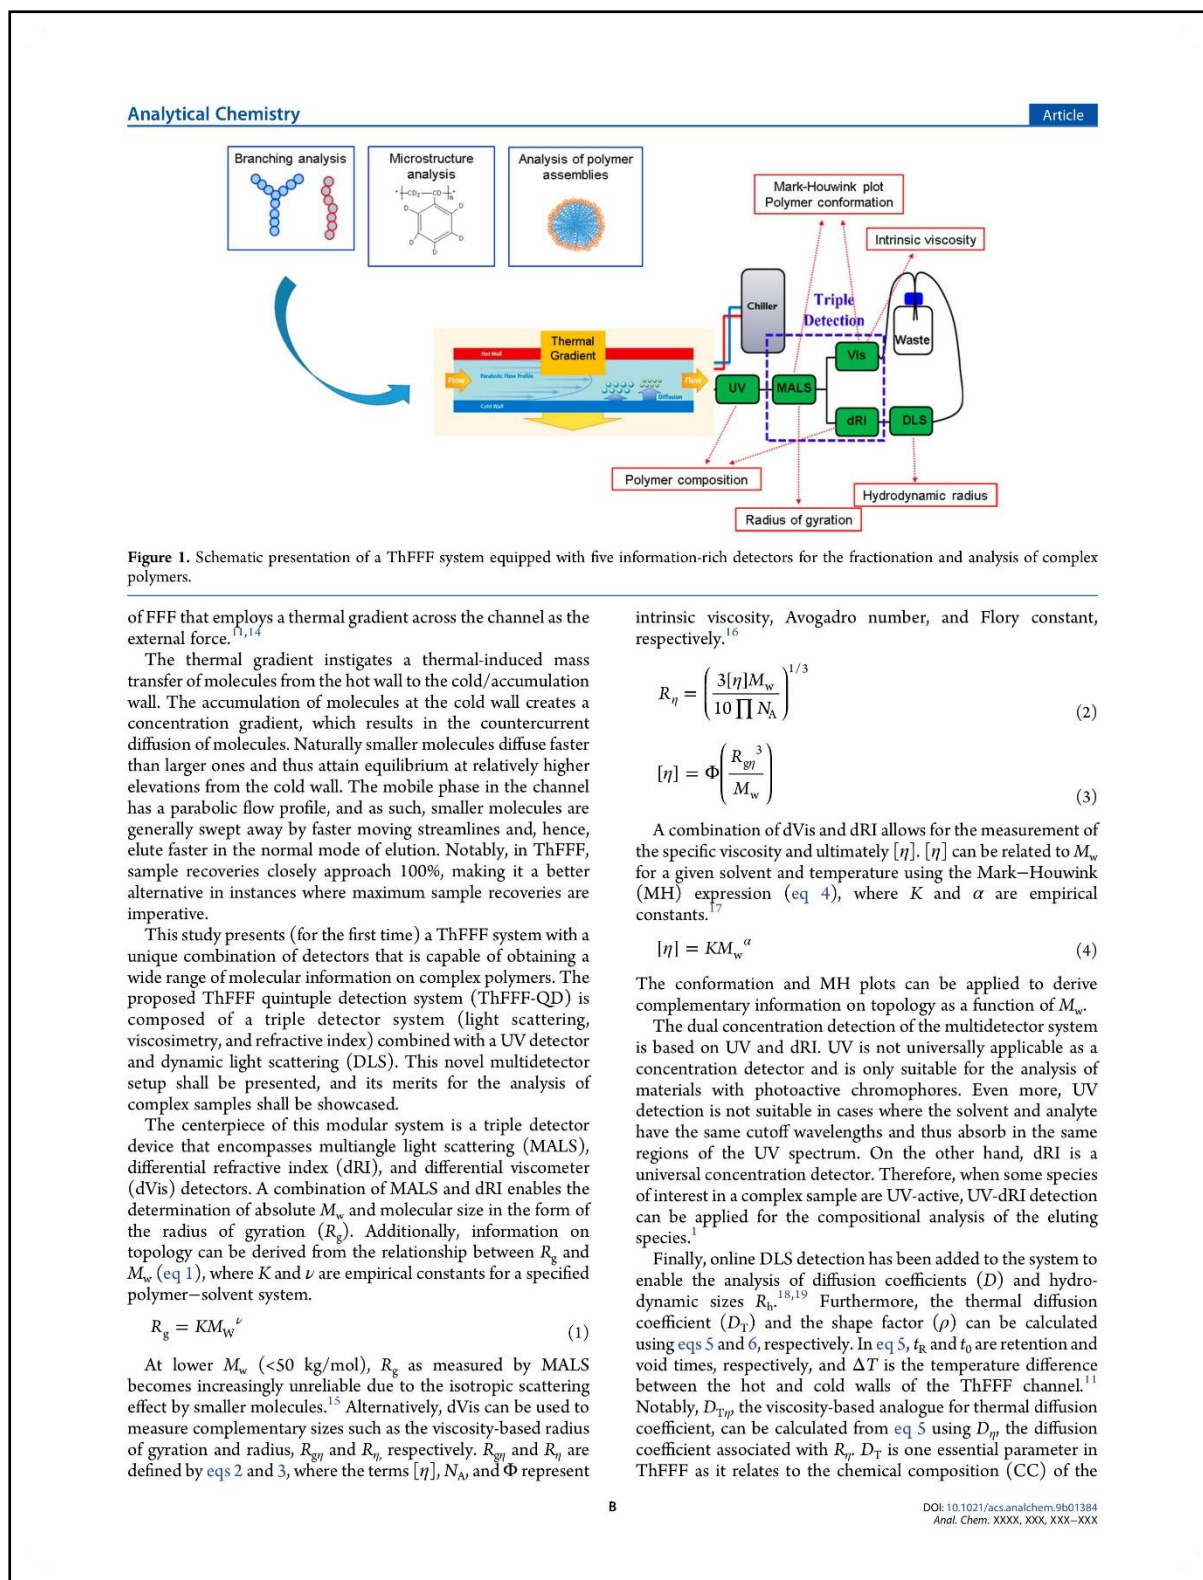 Analytical Chemistry
Article
Branching analysis
Microstructure
analysis
CD₂—CD
n
D
D
D
D
D
Analysis of polymer
assemblies
Mark-Houwink plot
Polymer conformation
Intrinsic viscosity
Chiller
Triple
Detection
Waste
Vis
UV
MALS
dRI
DLS
Thermal
Gradient
Hot Wall
Flow
Parabolic Flow Profile
Flow
Diffusion
Cold Wall
Polymer composition
Hydrodynamic radius
Radius of gyration
Figure 1. Schematic presentation of a ThFFF system equipped with five information-rich detectors for the fractionation and analysis of complex
polymers.
of FFF that employs a thermal gradient across the channel as the
external force.11,14
The thermal gradient instigates a thermal-induced mass
transfer of molecules from the hot wall to the cold/accumulation
wall. The accumulation of molecules at the cold wall creates a
concentration gradient, which results in the countercurrent
diffusion of molecules. Naturally smaller molecules diffuse faster
than larger ones and thus attain equilibrium at relatively higher
elevations from the cold wall. The mobile phase in the channel
has a parabolic flow profile, and as such, smaller molecules are
generally swept away by faster moving streamlines and, hence,
elute faster in the normal mode of elution. Notably, in ThFFF,
sample recoveries closely approach 100%, making it a better
alternative in instances where maximum sample recoveries are
imperative.
This study presents (for the first time) a ThFFF system with a
unique combination of detectors that is capable of obtaining a
wide range of molecular information on complex polymers. The
proposed ThFFF quintuple detection system (ThFFF-QD) is
composed of a triple detector system (light scattering,
viscosimetry, and refractive index) combined with a UV detector
and dynamic light scattering (DLS). This novel multidetector
setup shall be presented, and its merits for the analysis of
complex samples shall be showcased.
The centerpiece of this modular system is a triple detector
device that encompasses multiangle light scattering (MALS),
differential refractive index (dRI), and differential viscometer
(dVis) detectors. A combination of MALS and dRI enables the
determination of absolute Mw and molecular size in the form of
the radius of gyration (Rg). Additionally, information on
topology can be derived from the relationship between Rg and
Mw (eq 1), where K and ν are empirical constants for a specified
polymer−solvent system.
Rg = KMW^ν (1)
At lower Mw (<50 kg/mol), Rg as measured by MALS
becomes increasingly unreliable due to the isotropic scattering
effect by smaller molecules.15 Alternatively, dVis can be used to
measure complementary sizes such as the viscosity-based radius
of gyration and radius, Rgη and Rη, respectively. Rgη and Rη are
defined by eqs 2 and 3, where the terms [η], NA, and Φ represent
intrinsic viscosity, Avogadro number, and Flory constant,
respectively.16
Rη = (3[η]Mw / 10 ∏ NA)^1/3 (2)
[η] = Φ(Rgη³ / Mw) (3)
A combination of dVis and dRI allows for the measurement of
the specific viscosity and ultimately [η]. [η] can be related to Mw
for a given solvent and temperature using the Mark−Houwink
(MH) expression (eq 4), where K and α are empirical
constants.17
[η] = KMw^α (4)
The conformation and MH plots can be applied to derive
complementary information on topology as a function of Mw.
The dual concentration detection of the multidetector system
is based on UV and dRI. UV is not universally applicable as a
concentration detector and is only suitable for the analysis of
materials with photoactive chromophores. Even more, UV
detection is not suitable in cases where the solvent and analyte
have the same cutoff wavelengths and thus absorb in the same
regions of the UV spectrum. On the other hand, dRI is a
universal concentration detector. Therefore, when some species
of interest in a complex sample are UV-active, UV-dRI detection
can be applied for the compositional analysis of the eluting
species.1
Finally, online DLS detection has been added to the system to
enable the analysis of diffusion coefficients (D) and hydro-
dynamic sizes Rh.18,19 Furthermore, the thermal diffusion
coefficient (DT) and the shape factor (ρ) can be calculated
using eqs 5 and 6, respectively. In eq 5, tR and t0 are retention and
void times, respectively, and ΔT is the temperature difference
between the hot and cold walls of the ThFFF channel.11
Notably, DTη, the viscosity-based analogue for thermal diffusion
coefficient, can be calculated from eq 5 using Dη, the diffusion
coefficient associated with Rη. DT is one essential parameter in
ThFFF as it relates to the chemical composition (CC) of the
B
DOI: 10.1021/acs.analchem.9b01384
Anal. Chem. XXXX, XXX, XXX−XXX